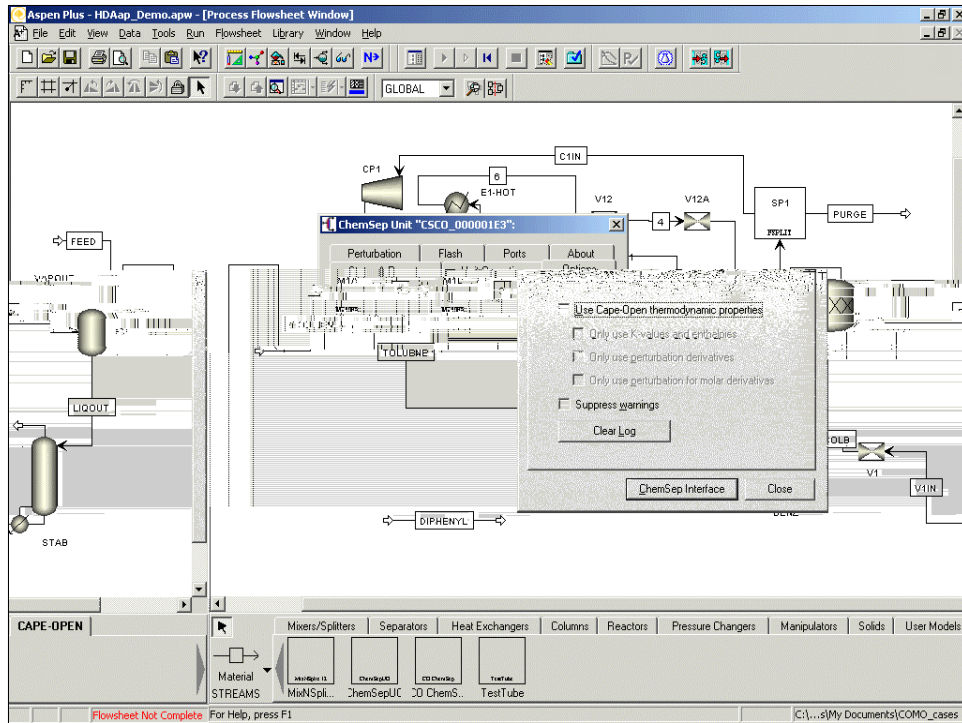 Aspen Plus - HDAap_Demo.apw - [Process Flowsheet Window]
File Edit View Data Tools Run Flowsheet Library Window Help
N»
GLOBAL
C1IN
CP1
6
E1-HOT
V12
V12A
4
SP1
FSPLIT
PURGE
FEED
ChemSep Unit "CSCO_000001E3":
Perturbation Flash Ports About
Options
Use Cape-Open thermodynamic properties
Only use K-values and enthalpies
Only use perturbation derivatives
Only use perturbation for molar derivatives
TOLUENE
Suppress warnings
LIQOUT
Clear Log
V1
V1IN
ChemSep Interface Close
DIPHENYL
STAB
CAPE-OPEN
Mixers/Splitters Separators Heat Exchangers Columns Reactors Pressure Changers Manipulators Solids User Models
Material
STREAMS
MixNSpli... ChemSepUO CO ChemS.. TestTube
Flowsheet Not Complete For Help, press F1 C:\...s\My Documents\COMO_cases